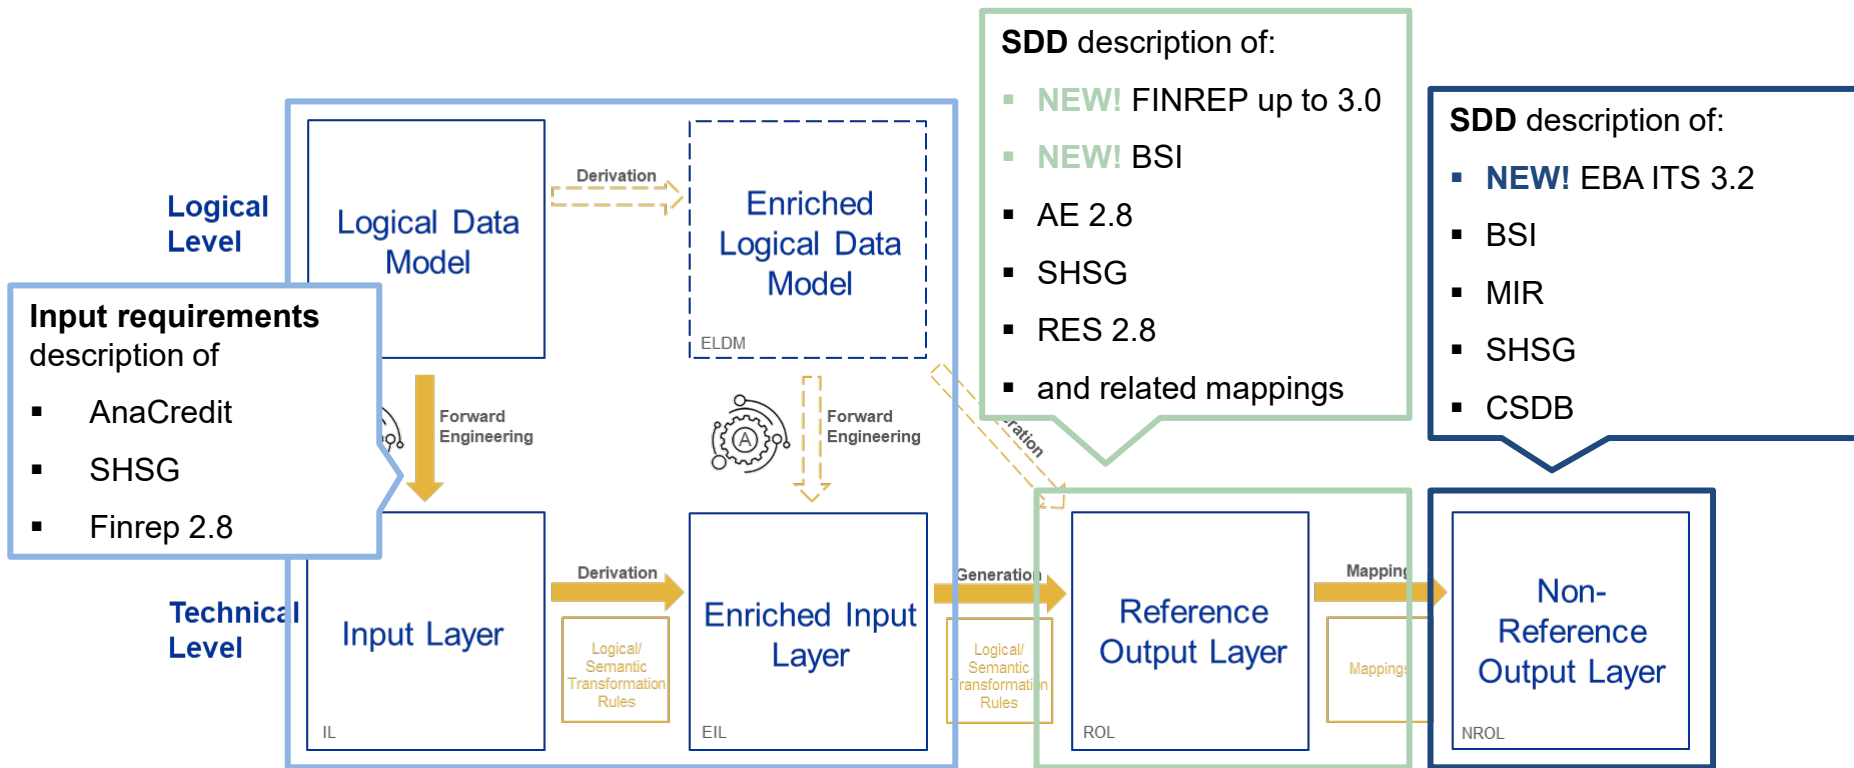 SDD description of:
NEW! FINREP up to 3.0
NEW! BSI
AE 2.8
SHSG
RES 2.8
and related mappings
SDD description of:
NEW! EBA ITS 3.2
BSI
MIR
SHSG
CSDB
Logical
Level
Logical Data
Model
Derivation
Enriched
Logical Data
Model
ELDM
Input requirements
description of
AnaCredit
SHSG
Finrep 2.8
Forward
Engineering
A
Forward
Engineering
Technical
Level
Input Layer
IL
Derivation
Logical/
Semantic
Transformation
Rules
Enriched Input
Layer
EIL
Generation
Logical/
Semantic
Transformation
Rules
Reference
Output Layer
ROL
Mapping
Mappings
Non-
Reference
Output Layer
NROL